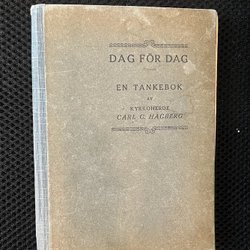 DAG FÖR DAG
EN TANKEBOK
AV
KYRKOHERDE
CARL G. HAGBERG